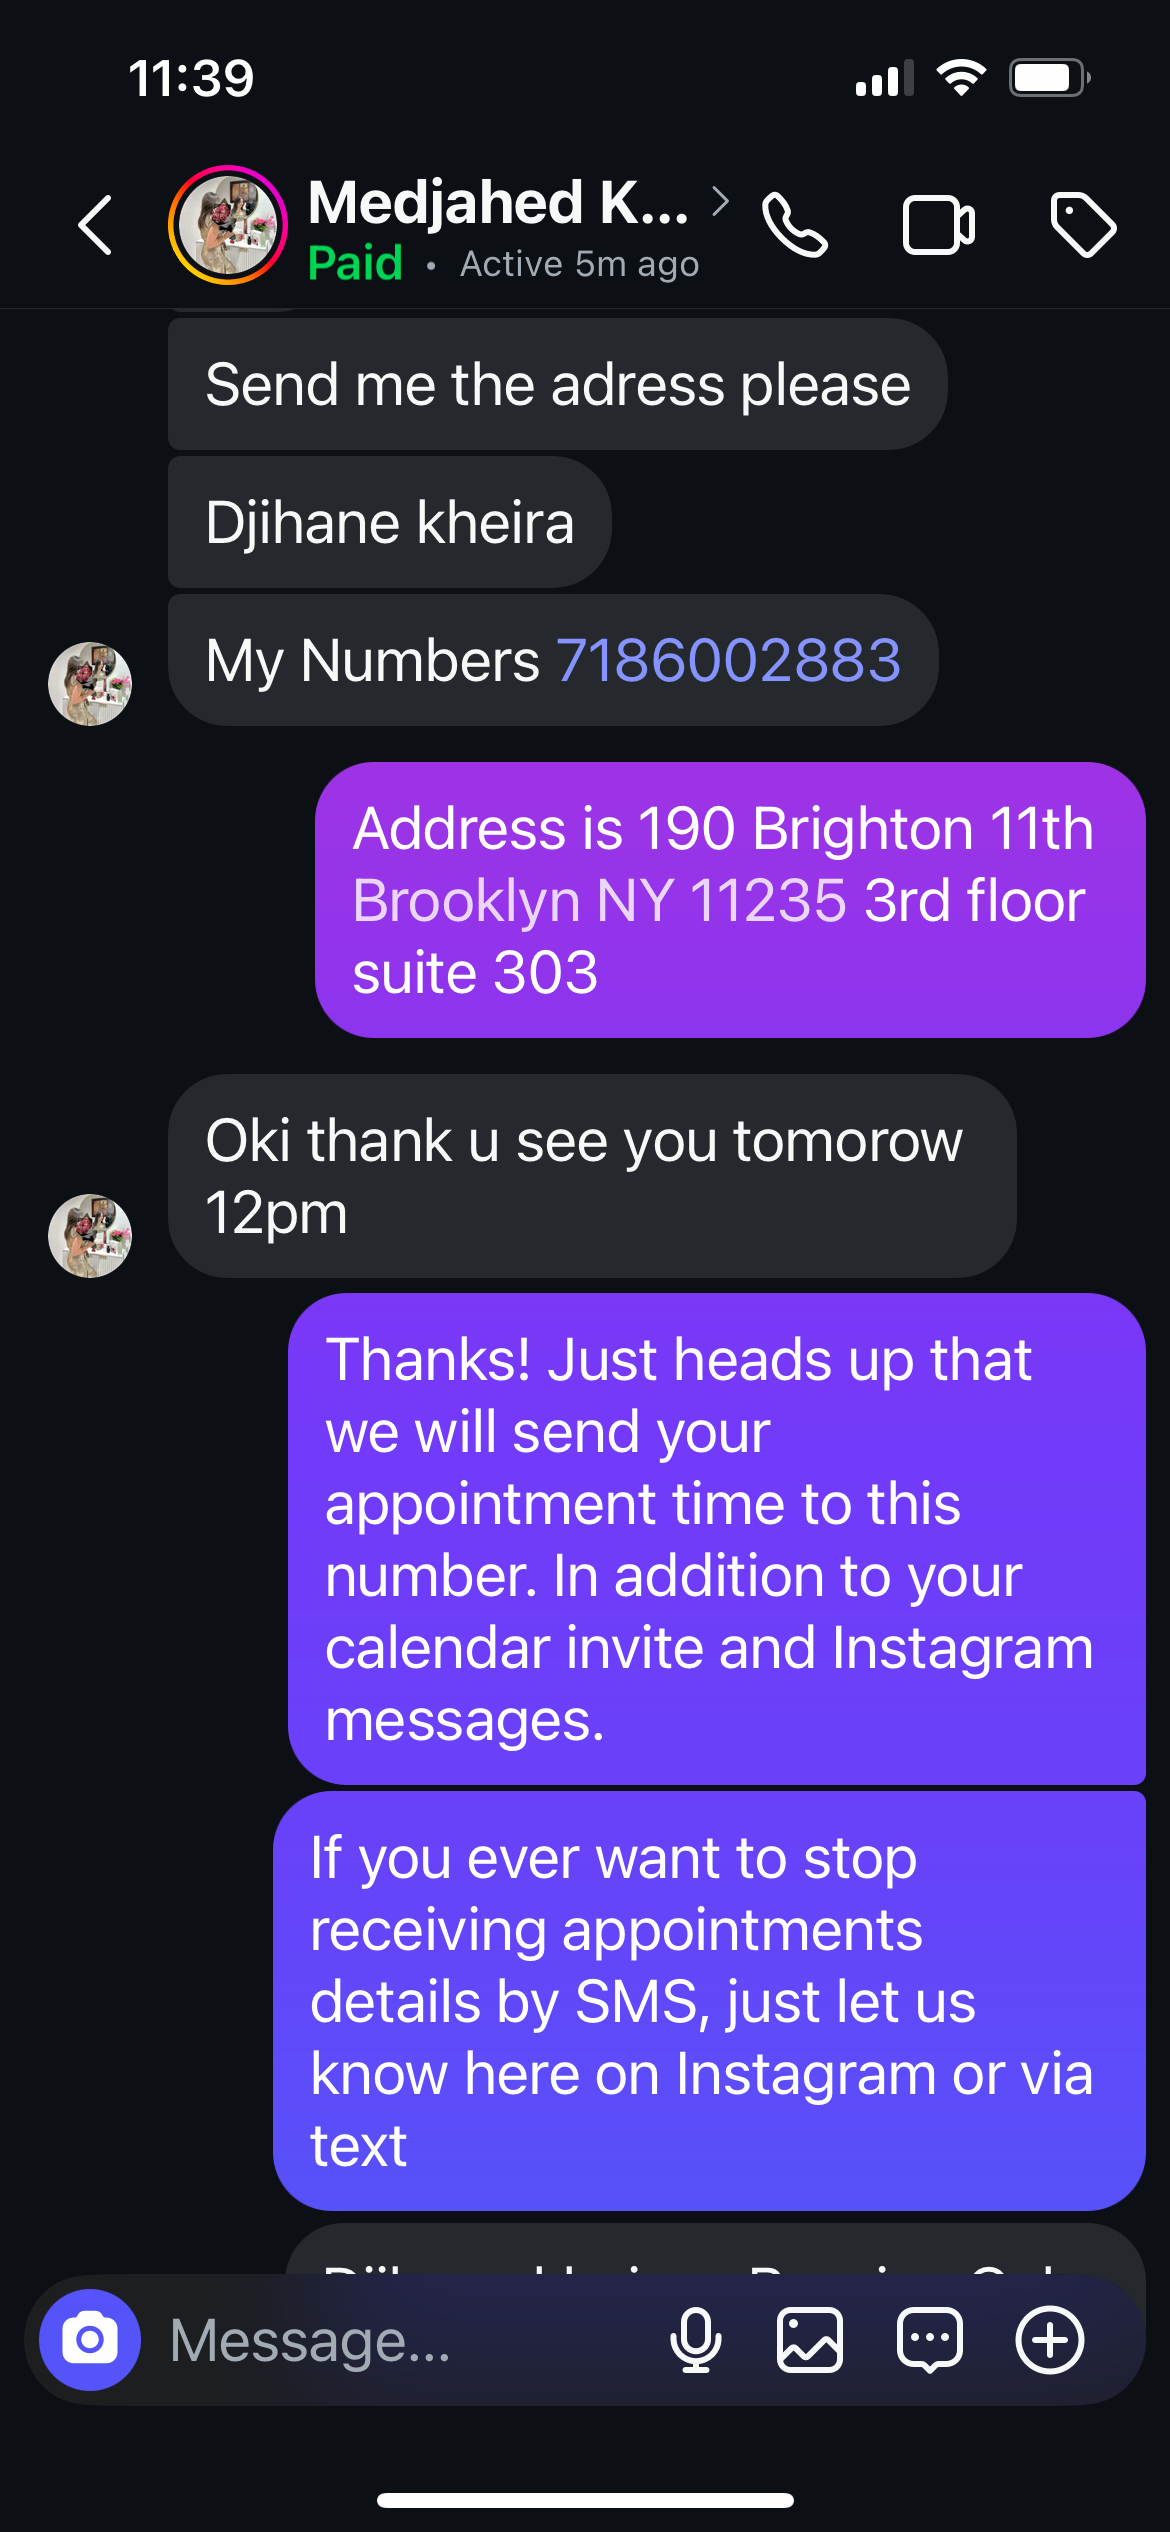 11:39
Medjahed K...
Paid · Active 5m ago
Send me the adress please
Djihane kheira
My Numbers 7186002883
Address is 190 Brighton 11th
Brooklyn NY 11235 3rd floor
suite 303
Oki thank u see you tomorow
12pm
Thanks! Just heads up that
we will send your
appointment time to this
number. In addition to your
calendar invite and Instagram
messages.
If you ever want to stop
receiving appointments
details by SMS, just let us
know here on Instagram or via
text
Message...